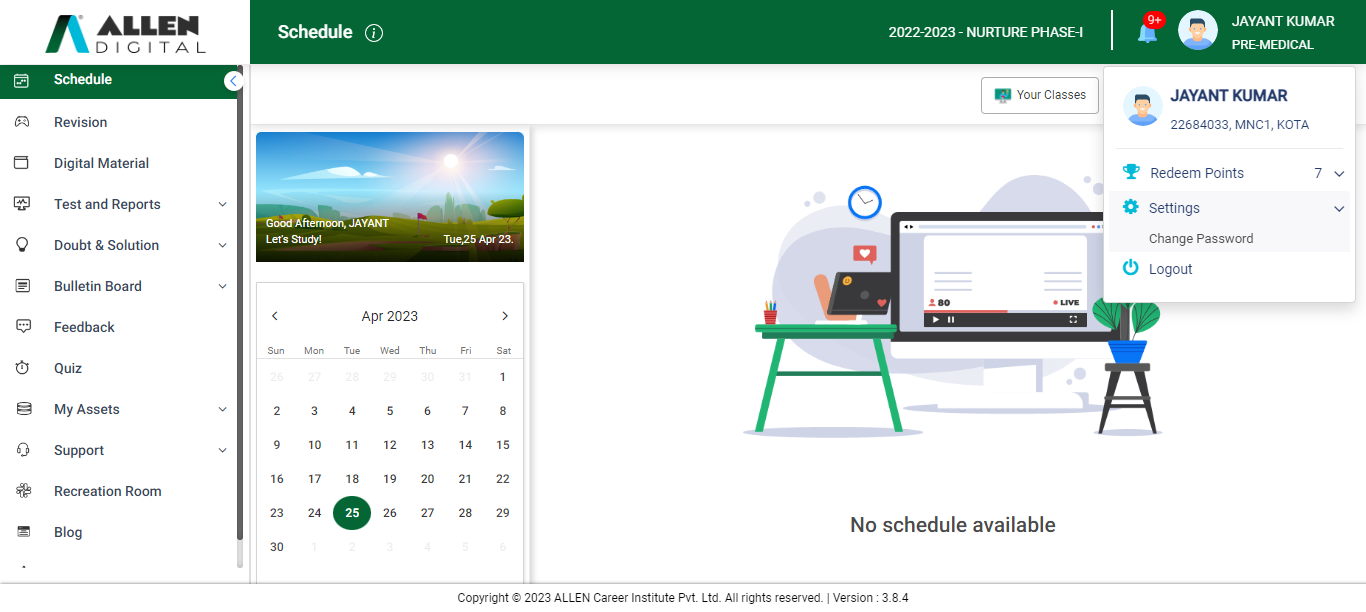 ALLEN
DIGITAL
Schedule
2022-2023 - NURTURE PHASE-I
9+
JAYANT KUMAR
PRE-MEDICAL
Schedule
Revision
Digital Material
Test and Reports
Doubt & Solution
Bulletin Board
Feedback
Quiz
My Assets
Support
Recreation Room
Blog
Your Classes
JAYANT KUMAR
22684033, MNC1, KOTA
Redeem Points 7
Settings
Change Password
Logout
Good Afternoon, JAYANT
Let's Study!
Tue,25 Apr 23.
Apr 2023
Sun Mon Tue Wed Thu Fri Sat
26 27 28 29 30 31 1
2 3 4 5 6 7 8
9 10 11 12 13 14 15
16 17 18 19 20 21 22
23 24 25 26 27 28 29
30 1 2 3 4 5 6
80
LIVE
No schedule available
Copyright © 2023 ALLEN Career Institute Pvt. Ltd. All rights reserved. | Version : 3.8.4